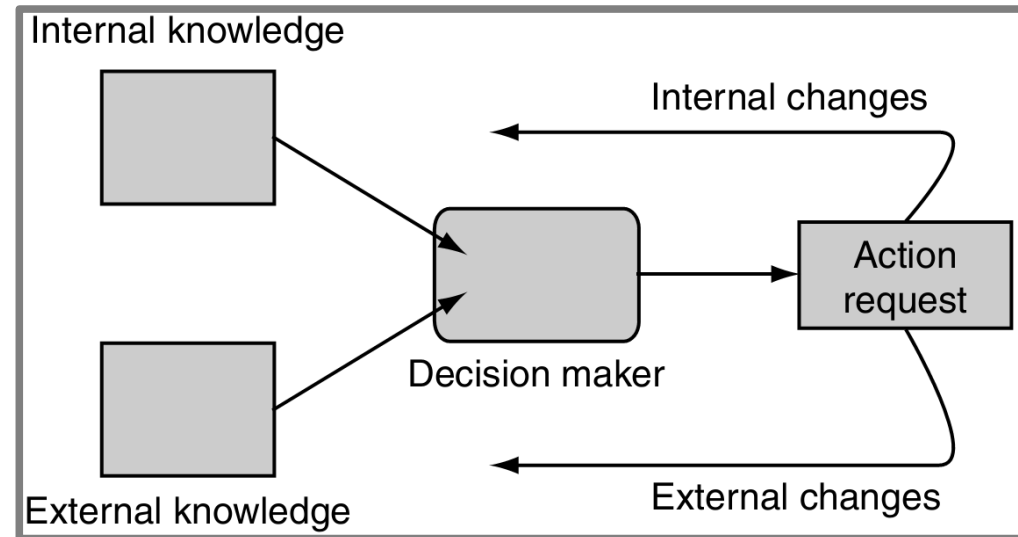 Internal knowledge
Internal changes
Action
request
Decision maker
External changes
External knowledge